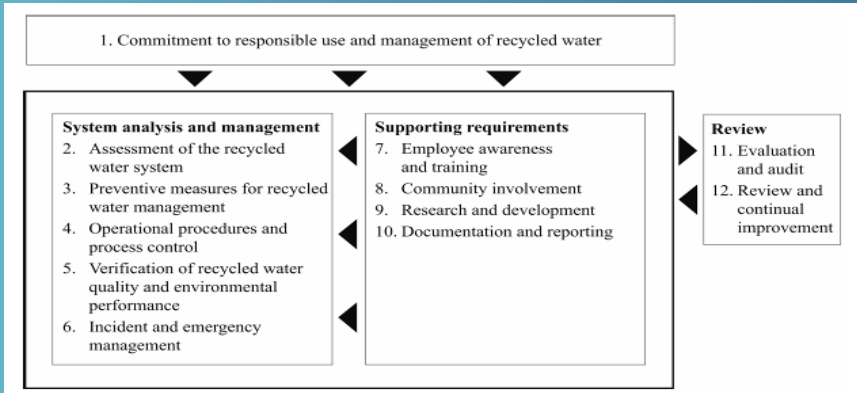 1. Commitment to responsible use and management of recycled water
System analysis and management
2. Assessment of the recycled
water system
3. Preventive measures for recycled
water management
4. Operational procedures and
process control
5. Verification of recycled water
quality and environmental
performance
6. Incident and emergency
management
Supporting requirements
7. Employee awareness
and training
8. Community involvement
9. Research and development
10. Documentation and reporting
Review
11. Evaluation
and audit
12. Review and
continual
improvement